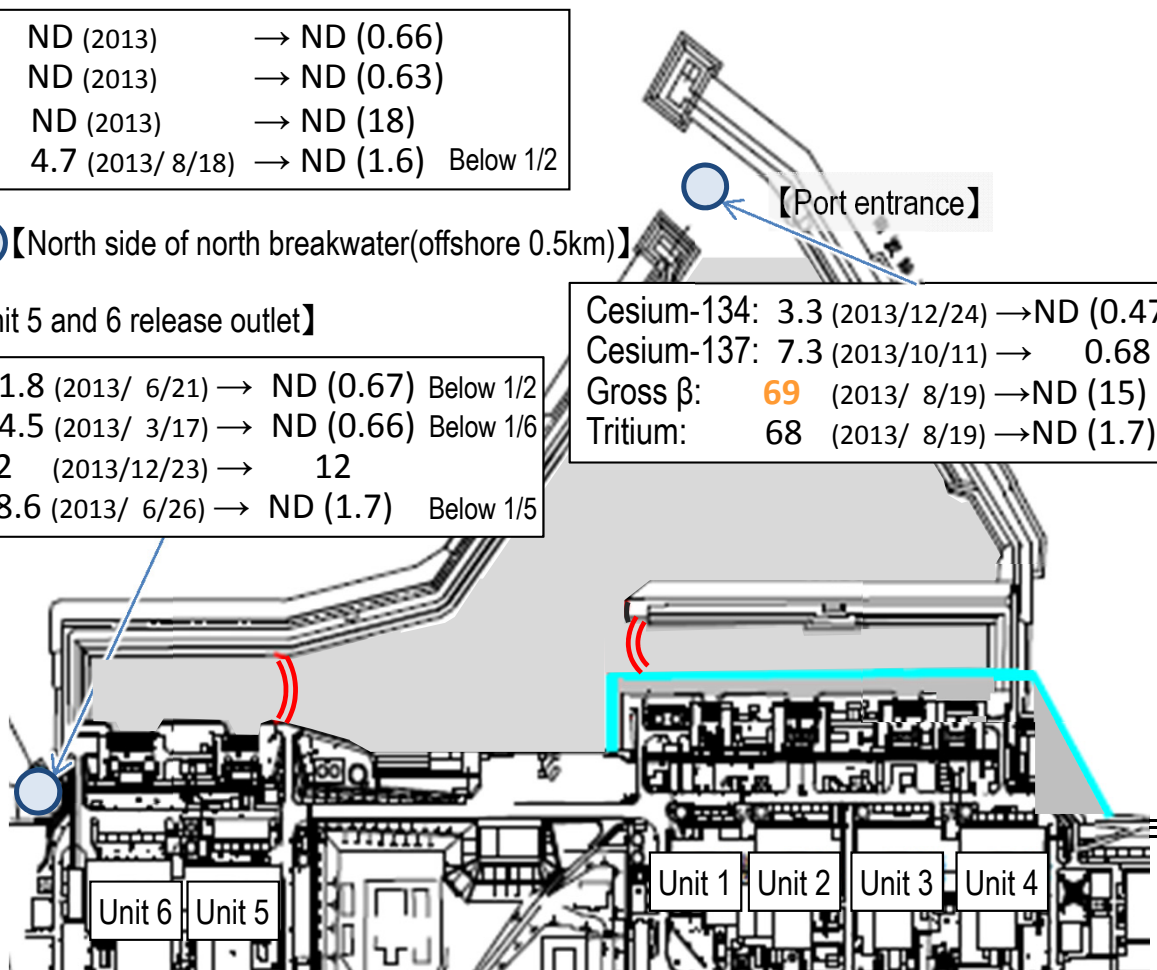 ND (2013) → ND (0.66)
ND (2013) → ND (0.63)
ND (2013) → ND (18)
4.7 (2013/ 8/18) → ND (1.6) Below 1/2
【Port entrance】
【North side of north breakwater(offshore 0.5km)】
nit 5 and 6 release outlet】
Cesium-134: 3.3 (2013/12/24) →ND (0.47
Cesium-137: 7.3 (2013/10/11) → 0.68
Gross β: 69 (2013/ 8/19) →ND (15)
Tritium: 68 (2013/ 8/19) →ND (1.7)
1.8 (2013/ 6/21) → ND (0.67) Below 1/2
4.5 (2013/ 3/17) → ND (0.66) Below 1/6
2 (2013/12/23) → 12
8.6 (2013/ 6/26) → ND (1.7) Below 1/5
Unit 6
Unit 5
Unit 1
Unit 2
Unit 3
Unit 4